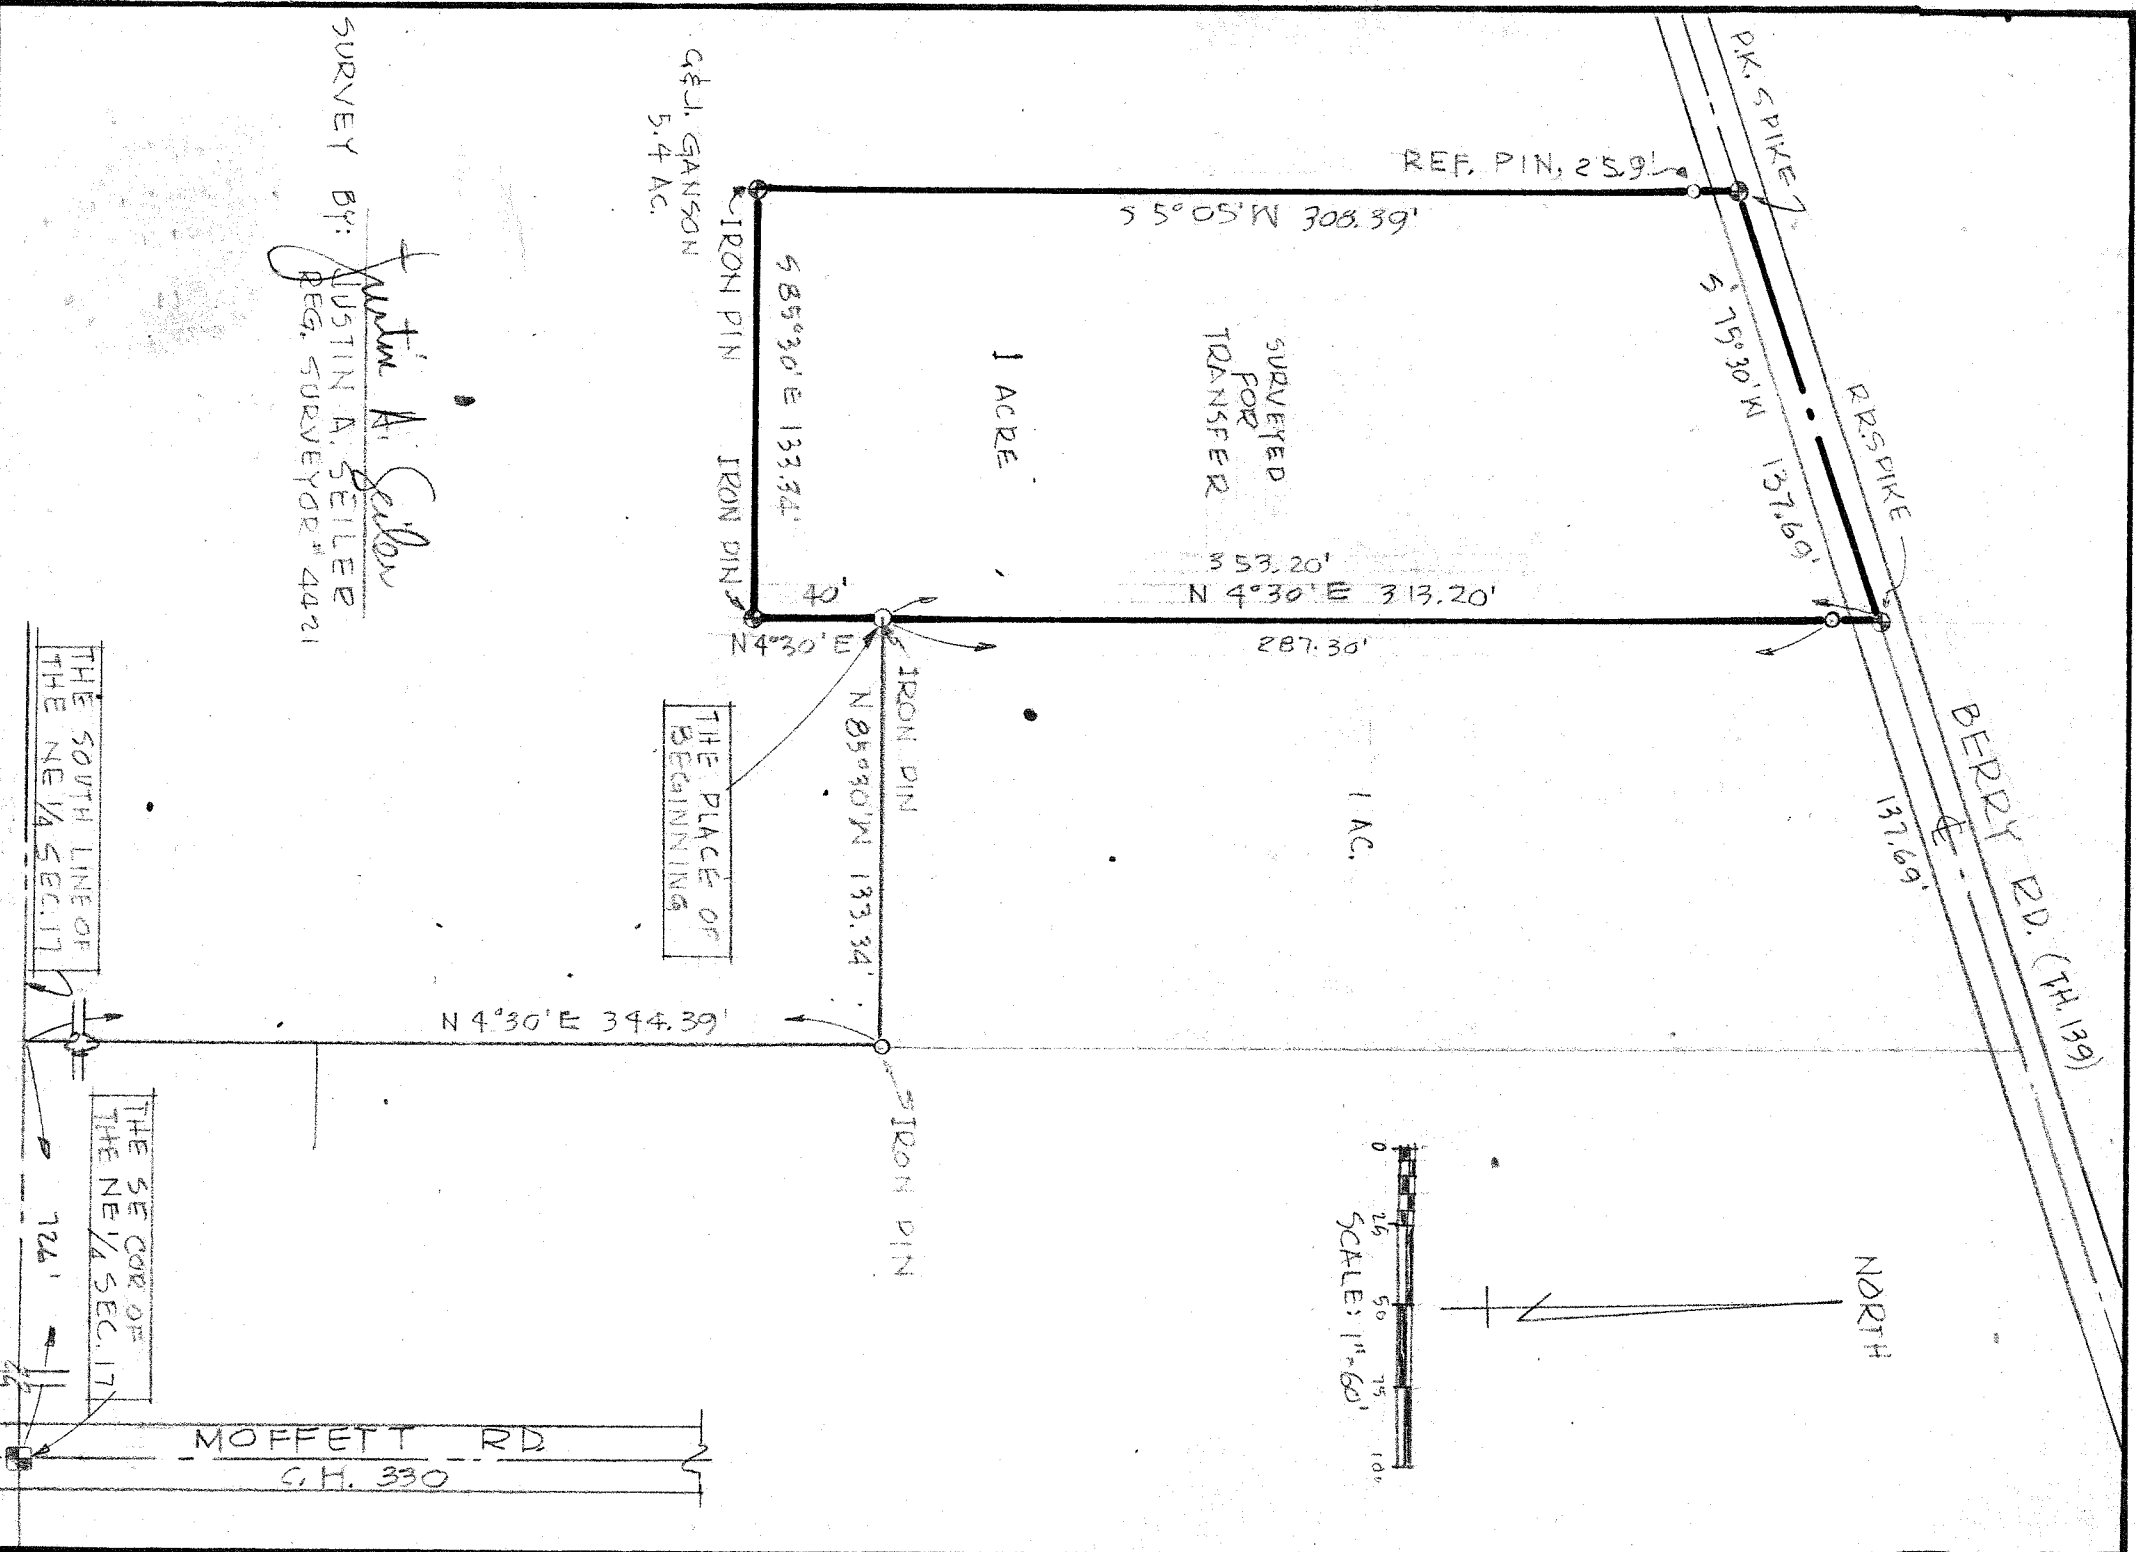 P.K. SPIKE
R.R. SPIKE
BERRY RD. (T.H. 139)
S 75°30'W 137.69'
137.69'
℄
REF. PIN, 25.9'
S 5°05'W 308.39'
SURVEYED
FOR
TRANSFER
1 ACRE
353.20'
N 4°30'E 313.20'
287.30'
1 AC.
40'
N 4°30'E
S 85°30'E 133.34'
IRON PIN
IRON PIN
IRON PIN
N 85°30'W 133.34'
IRON PIN
THE PLACE OF
BEGINNING
G.&J. GANSON
5.4 AC.
N 4°30'E 344.39'
NORTH
0 25 50 75 100
SCALE: 1"=60'
SURVEY BY:
Justin A. Seiler
JUSTIN A. SEILER
REG. SURVEYOR # 4421
THE SOUTH LINE OF
THE NE 1/4 SEC. 17
THE SE COR OF
THE NE 1/4 SEC. 17
MOFFETT RD.
C.H. 330